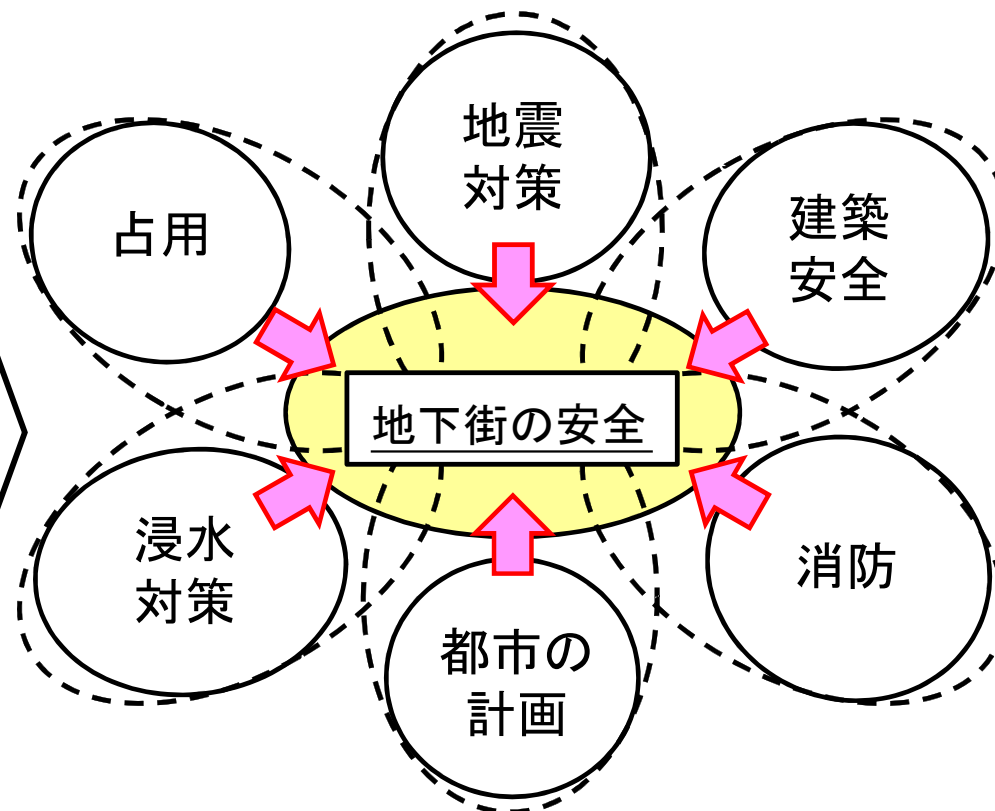 地震
対策
占用
建築
安全
地下街の安全
浸水
対策
消防
都市の
計画